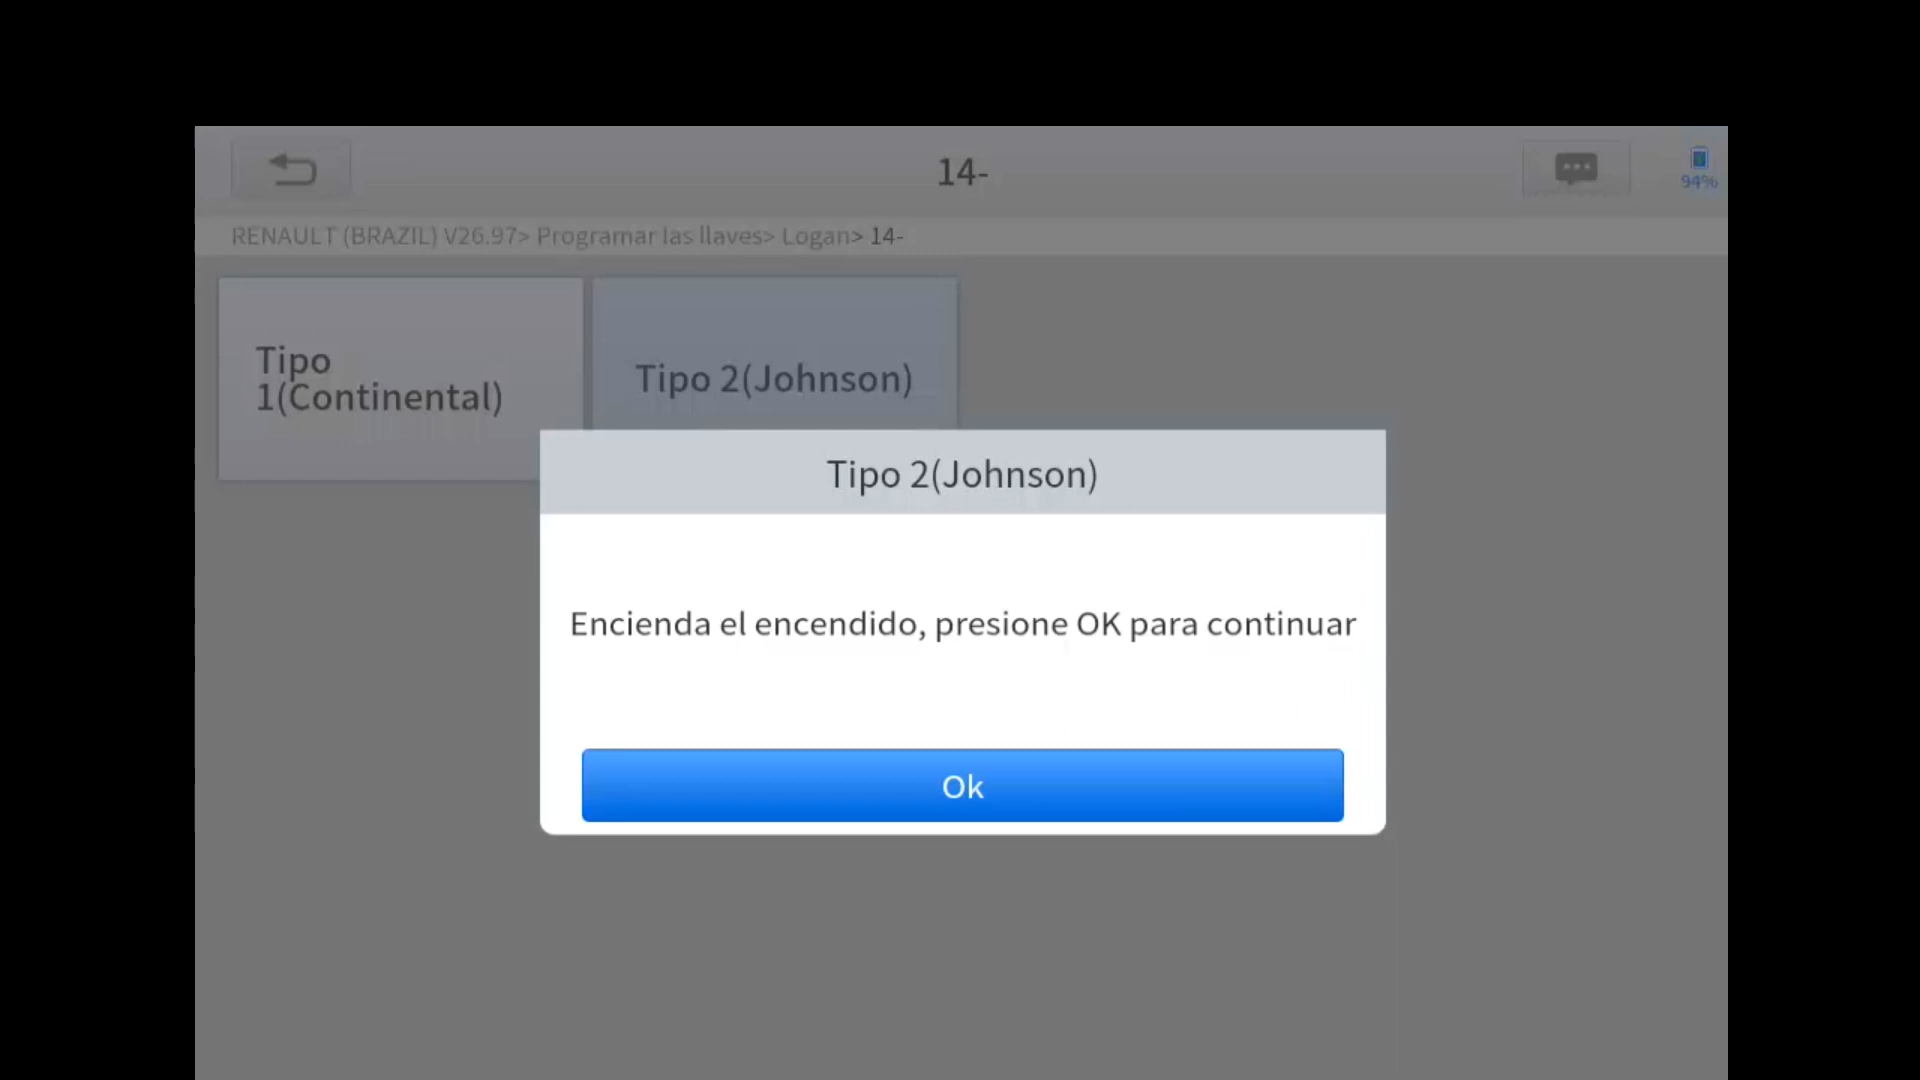 14-
94%
RENAULT (BRAZIL) V26.97> Programar las llaves> Logan> 14-
Tipo
1(Continental)
Tipo 2(Johnson)
Tipo 2(Johnson)
Encienda el encendido, presione OK para continuar
Ok